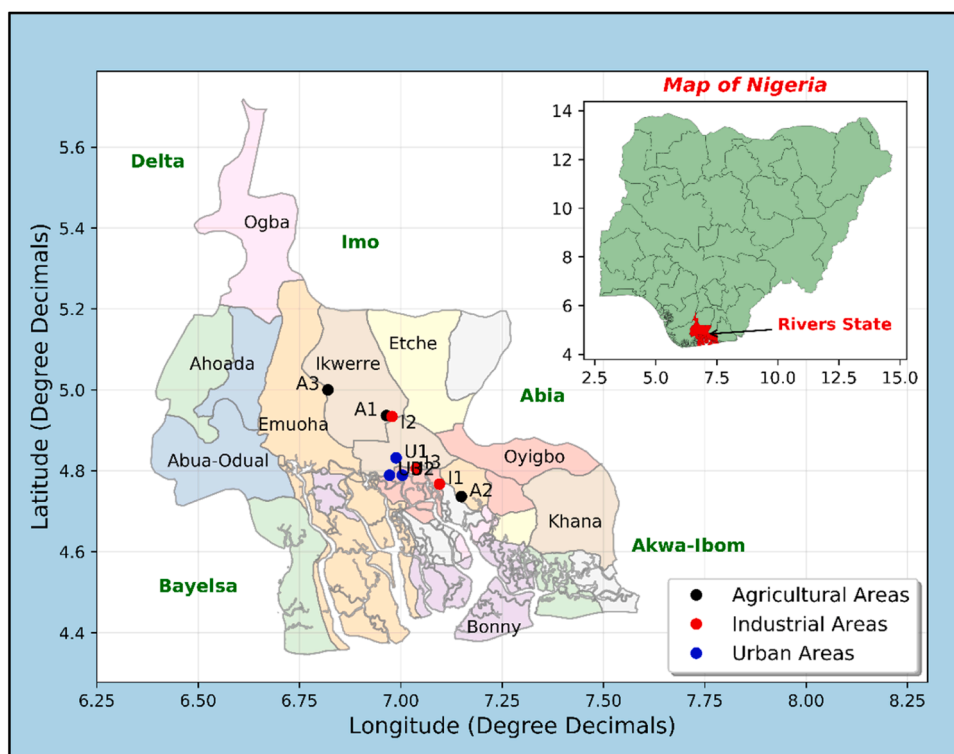 Map of Nigeria
14
12
10
8
6
4
2.5 5.0 7.5 10.0 12.5 15.0
Rivers State
Latitude (Degree Decimals)
5.6
5.4
5.2
5.0
4.8
4.6
4.4
Delta
Ogba
Imo
Ahoada
Ikwerre
Etche
A3
Abia
A1
I2
Emuoha
U1
Oyigbo
Abua-Odual
I3
U2
I1
A2
Khana
Akwa-Ibom
Bayelsa
Bonny
Agricultural Areas
Industrial Areas
Urban Areas
6.25 6.50 6.75 7.00 7.25 7.50 7.75 8.00 8.25
Longitude (Degree Decimals)